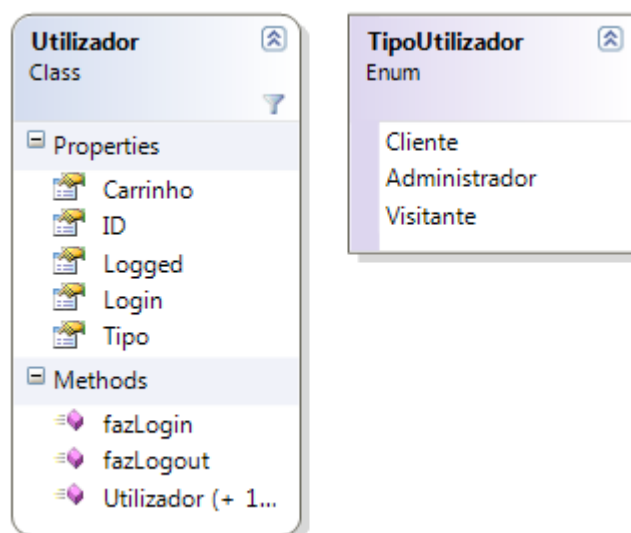 Utilizador
Class
Properties
Carrinho
ID
Logged
Login
Tipo
Methods
fazLogin
fazLogout
Utilizador (+ 1...
TipoUtilizador
Enum
Cliente
Administrador
Visitante